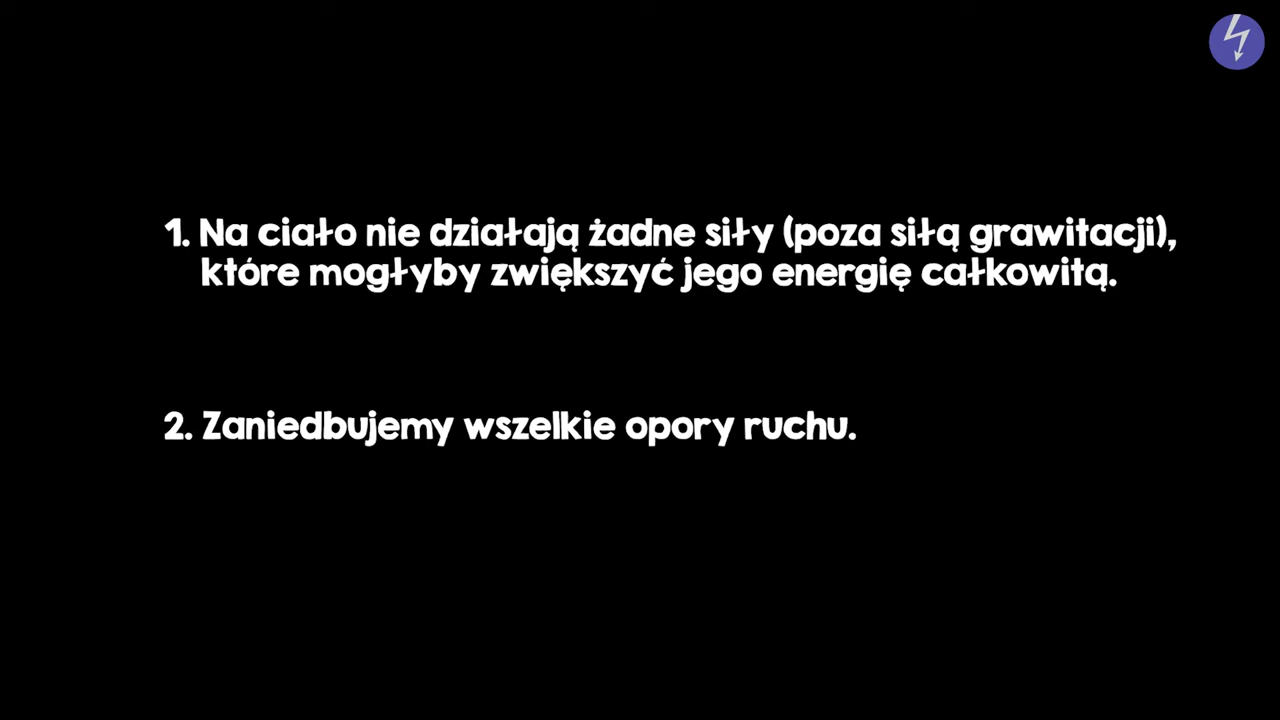 1. Na ciało nie działają żadne siły (poza siłą grawitacji),
które mogłyby zwiększyć jego energię całkowitą.
2. Zaniedbujemy wszelkie opory ruchu.